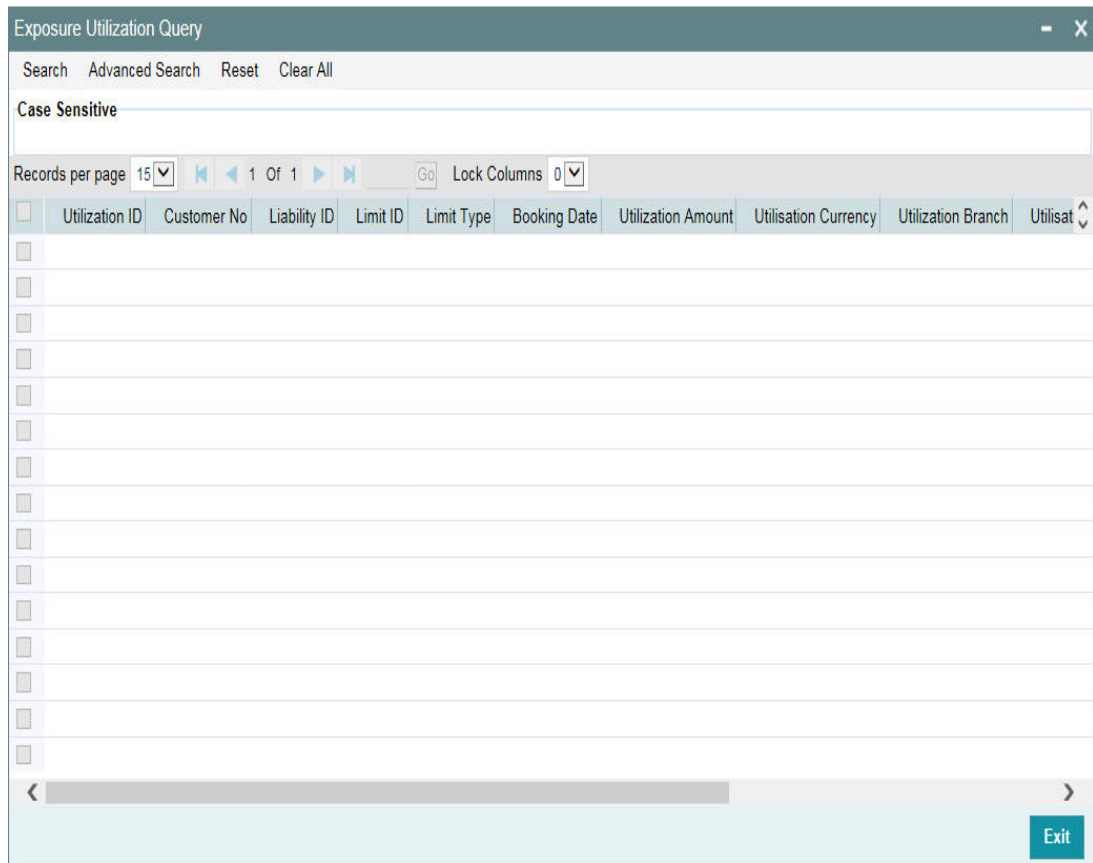 Exposure Utilization Query
Search Advanced Search Reset Clear All
Case Sensitive
Records per page 15 1 Of 1 Go Lock Columns 0
Utilization ID Customer No Liability ID Limit ID Limit Type Booking Date Utilization Amount Utilisation Currency Utilization Branch Utilisat
Exit